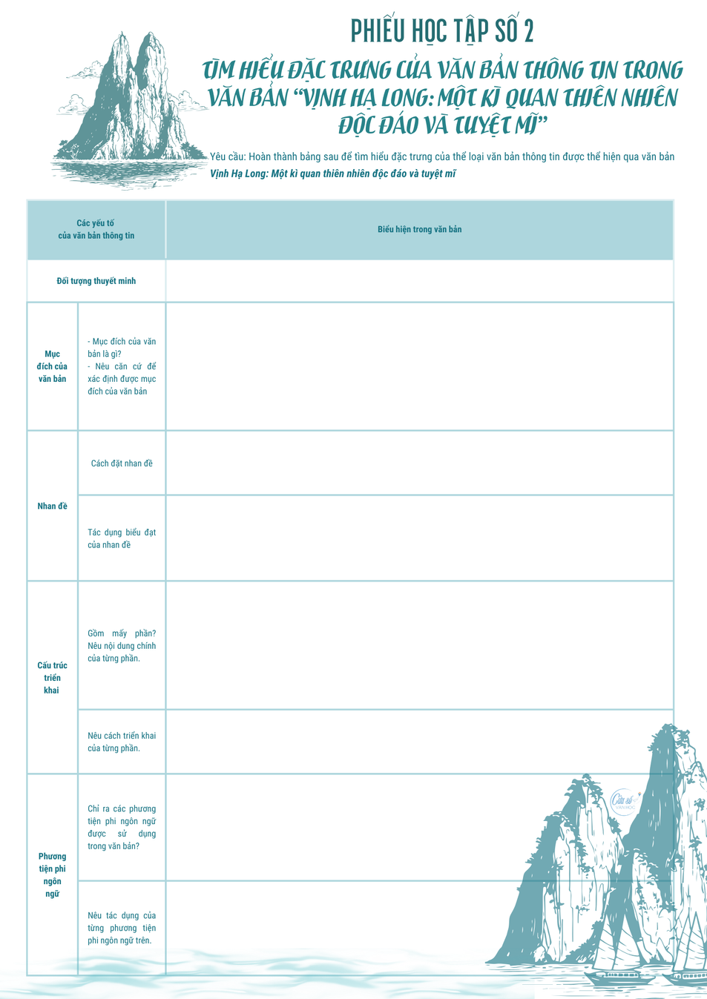 PHIẾU HỌC TẬP SỐ 2
TÌM HIỂU ĐẶC TRƯNG CỦA VĂN BẢN THÔNG TIN TRONG
VĂN BẢN “VỊNH HẠ LONG: MỘT KÌ QUAN THIÊN NHIÊN
ĐỘC ĐÁO VÀ TUYỆT MĨ”
Yêu cầu: Hoàn thành bảng sau để tìm hiểu đặc trưng của thể loại văn bản thông tin được thể hiện qua văn bản
Vịnh Hạ Long: Một kì quan thiên nhiên độc đáo và tuyệt mĩ
Các yếu tố
của văn bản thông tin
Biểu hiện trong văn bản
Đối tượng thuyết minh
Mục
đích của
văn bản
- Mục đích của văn
bản là gì?
- Nêu căn cứ để
xác định được mục
đích của văn bản
Nhan đề
Cách đặt nhan đề
Tác dụng biểu đạt
của nhan đề
Cấu trúc
triển
khai
Gồm mấy phần?
Nêu nội dung chính
của từng phần.
Nêu cách triển khai
của từng phần.
Phương
tiện phi
ngôn
ngữ
Chỉ ra các phương
tiện phi ngôn ngữ
được sử dụng
trong văn bản?
Nêu tác dụng của
từng phương tiện
phi ngôn ngữ trên.
VĂN HỌC